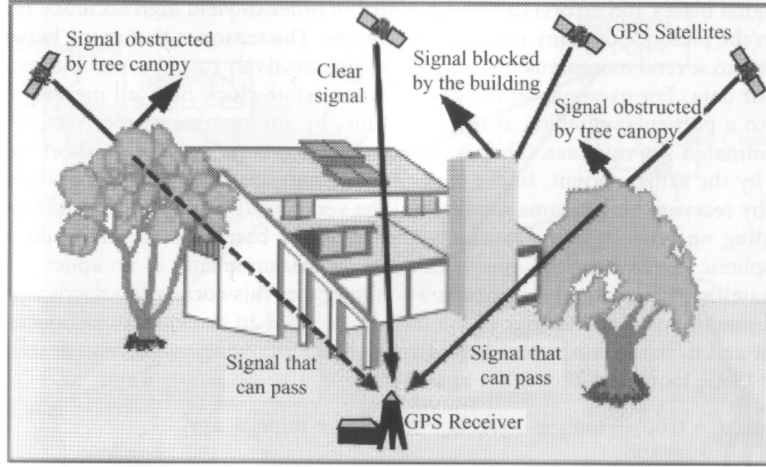 Signal obstructed
by tree canopy
Clear
signal
Signal blocked
by the building
GPS Satellites
Signal obstructed
by tree canopy
Signal that
can pass
Signal that
can pass
GPS Receiver